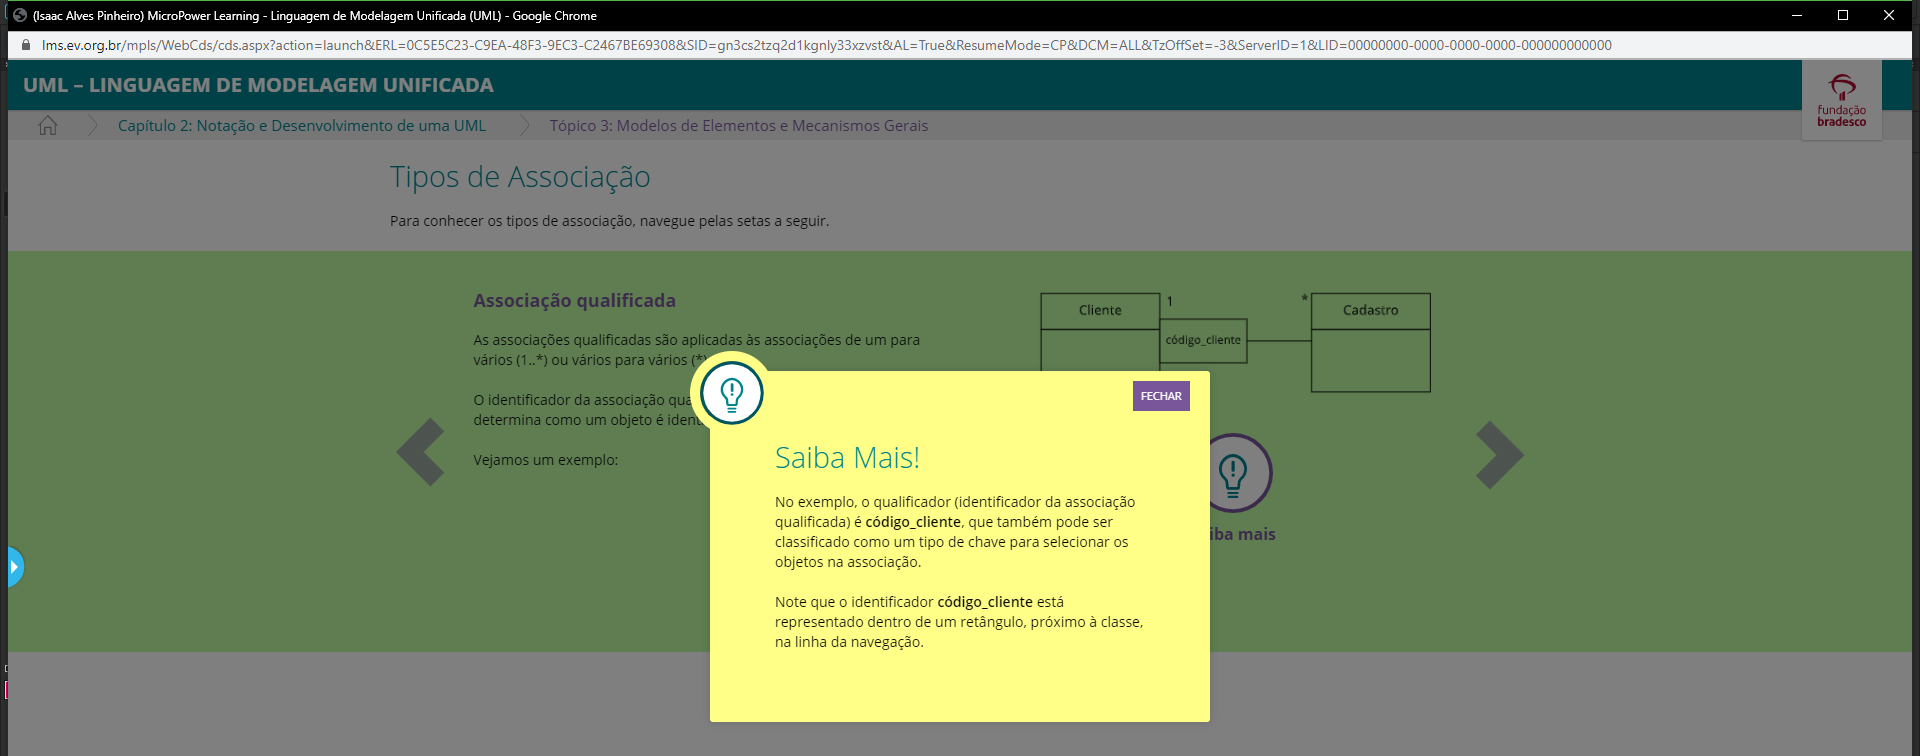 (Isaac Alves Pinheiro) MicroPower Learning - Linguagem de Modelagem Unificada (UML) - Google Chrome
lms.ev.org.br/mpls/WebCds/cds.aspx?action=launch&ERL=0C5E5C23-C9EA-48F3-9EC3-C2467BE69308&SID=gn3cs2tzq2d1kgnly33xzvst&AL=True&ResumeMode=CP&DCM=ALL&TzOffSet=-3&ServerID=1&LID=00000000-0000-0000-0000-000000000000
UML – LINGUAGEM DE MODELAGEM UNIFICADA
fundação
bradesco
Capítulo 2: Notação e Desenvolvimento de uma UML
Tópico 3: Modelos de Elementos e Mecanismos Gerais
Tipos de Associação
Para conhecer os tipos de associação, navegue pelas setas a seguir.
Associação qualificada
As associações qualificadas são aplicadas às associações de um para
vários (1..*) ou vários para vários (*)
O identificador da associação qua
determina como um objeto é iden
Vejamos um exemplo:
Cliente
1
código_cliente
*
Cadastro
iba mais
FECHAR
Saiba Mais!
No exemplo, o qualificador (identificador da associação
qualificada) é código_cliente, que também pode ser
classificado como um tipo de chave para selecionar os
objetos na associação.
Note que o identificador código_cliente está
representado dentro de um retângulo, próximo à classe,
na linha da navegação.